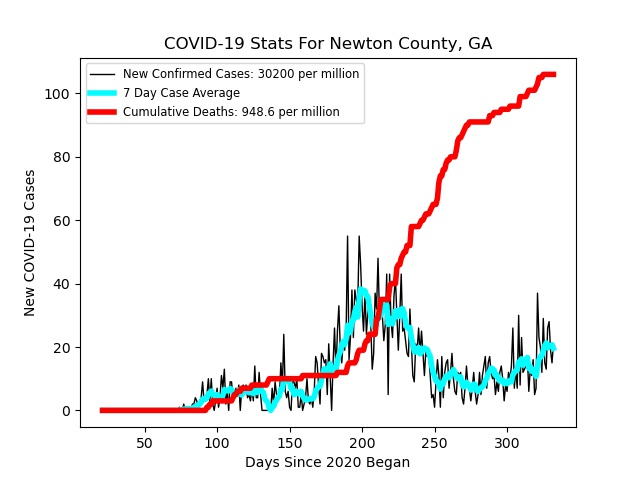 COVID-19 Stats For Newton County, GA
New Confirmed Cases: 30200 per million
7 Day Case Average
Cumulative Deaths: 948.6 per million
New COVID-19 Cases
100
80
60
40
20
0
50 100 150 200 250 300
Days Since 2020 Began